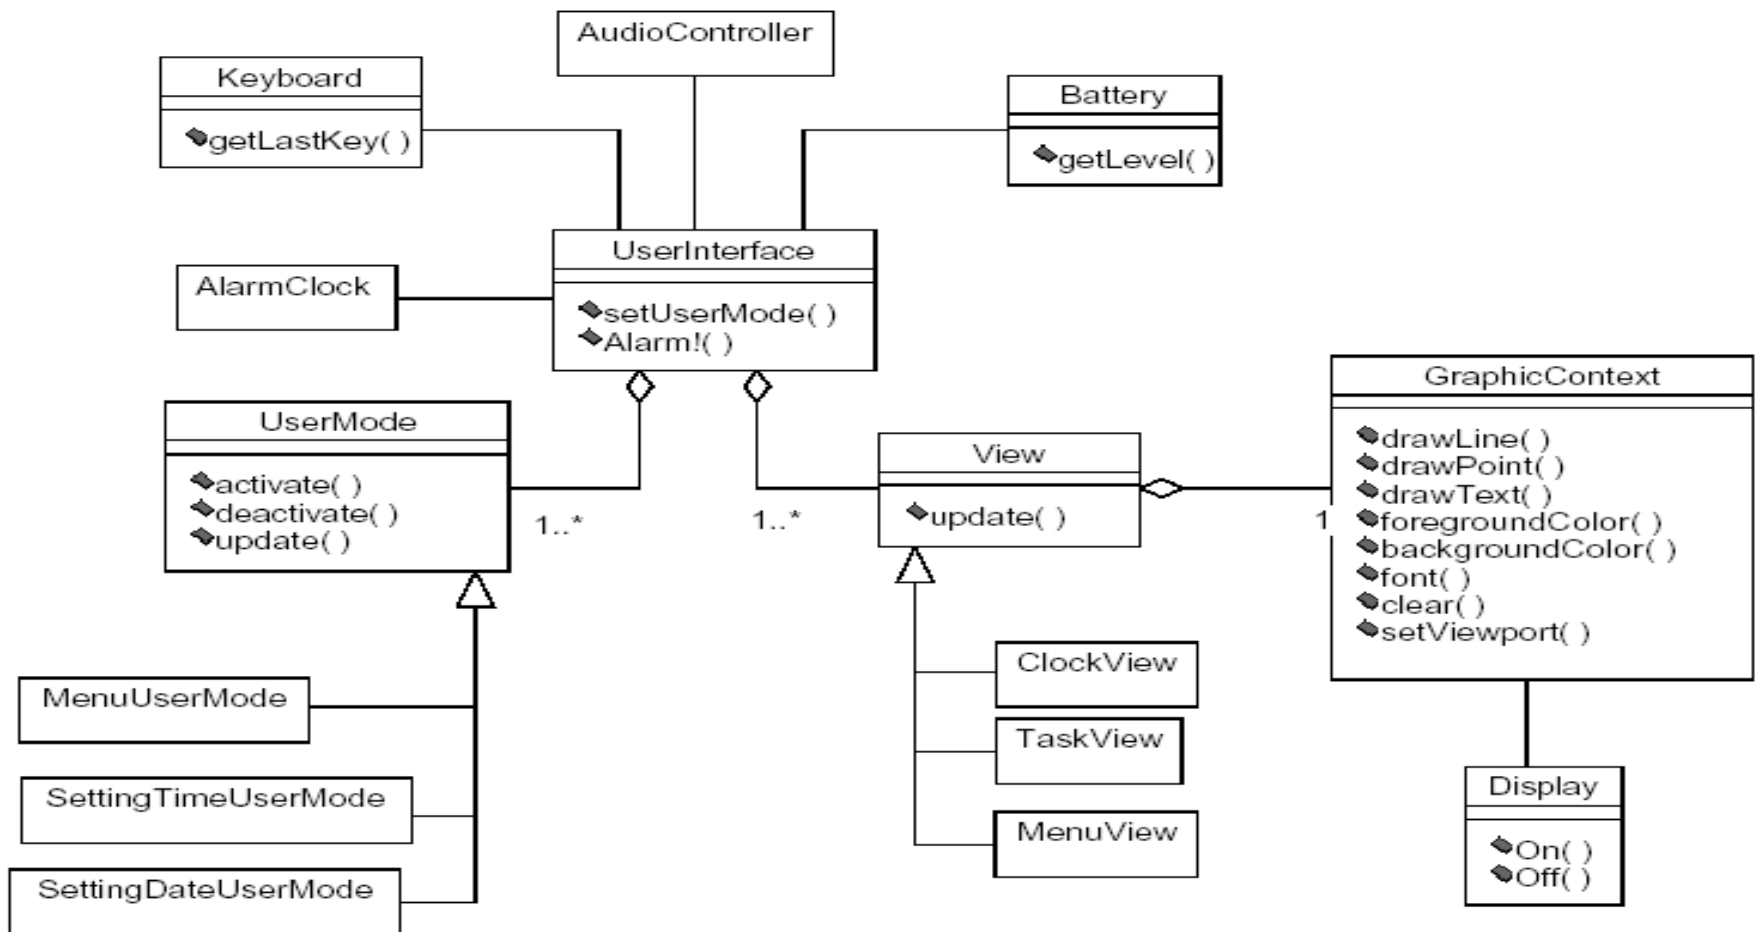 AudioController
Keyboard
getLastKey( )
Battery
getLevel( )
UserInterface
setUserMode( )
Alarm!( )
AlarmClock
UserMode
activate( )
deactivate( )
update( )
1..*
1..*
View
update( )
1
GraphicContext
drawLine( )
drawPoint( )
drawText( )
foregroundColor( )
backgroundColor( )
font( )
clear( )
setViewport( )
MenuUserMode
SettingTimeUserMode
SettingDateUserMode
ClockView
TaskView
MenuView
Display
On( )
Off( )